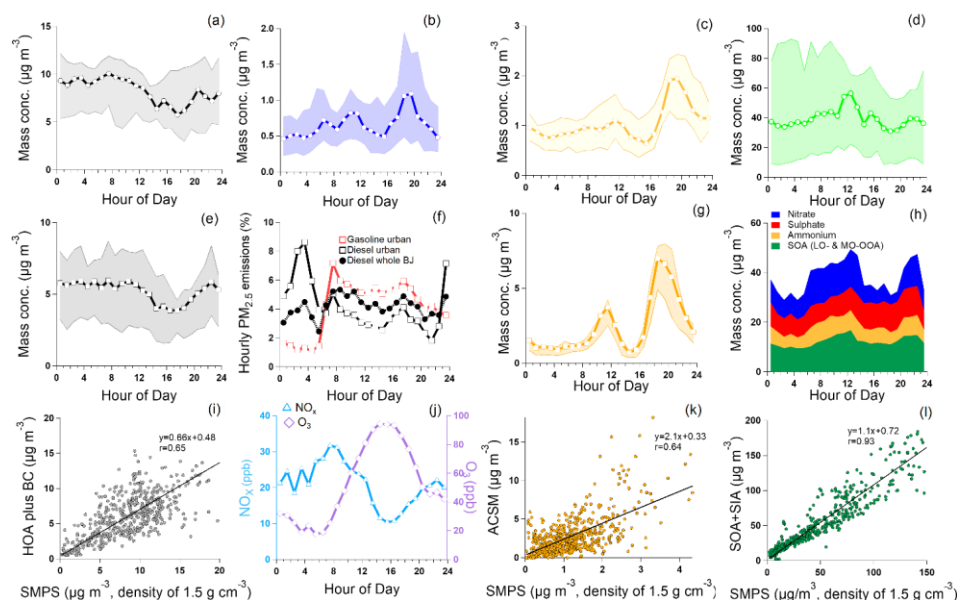 (a)
Mass conc. (µg m⁻³)
15
10
5
0
0 4 8 12 16 20 24
Hour of Day
(b)
Mass conc. (µg m⁻³)
2.0
1.5
1.0
0.5
0.0
0 4 8 12 16 20 24
Hour of Day
(c)
Mass conc. (µg m⁻³)
3
2
1
0
0 4 8 12 16 20 24
Hour of Day
(d)
Mass conc. (µg m⁻³)
100
80
60
40
20
0
0 4 8 12 16 20 24
Hour of Day
(e)
Mass conc. (µg m⁻³)
10
5
0
0 4 8 12 16 20 24
Hour of Day
(f)
Hourly PM₂.₅ emissions (%)
10
8
6
4
2
0
Gasoline urban
Diesel urban
Diesel whole BJ
0 4 8 12 16 20 24
Hour of Day
(g)
Mass conc. (µg m⁻³)
10
8
6
4
2
0
0 4 8 12 16 20 24
Hour of Day
(h)
Mass conc. (µg m⁻³)
60
40
20
0
Nitrate
Sulphate
Ammonium
SOA (LO- & MO-OOA)
0 4 8 12 16 20 24
Hour of Day
(i)
HOA plus BC (µg m⁻³)
20
15
10
5
0
y=0.66x+0.48
r=0.65
0 5 10 15 20
SMPS (µg m⁻³, density of 1.5 g cm⁻³)
(j)
NOₓ
O₃
NOₓ (ppb)
40
30
20
10
0
O₃ (ppb)
100
80
60
40
20
0
0 4 8 12 16 20 24
Hour of Day
(k)
ACSM (µg m⁻³)
15
10
5
0
y=2.1x+0.33
r=0.64
0 1 2 3 4
SMPS (µg m⁻³, density of 1.5 g cm⁻³)
(l)
SOA+SIA (µg m⁻³)
200
150
100
50
0
y=1.1x+0.72
r=0.93
0 50 100 150
SMPS (µg/m³, density of 1.5 g cm⁻³)